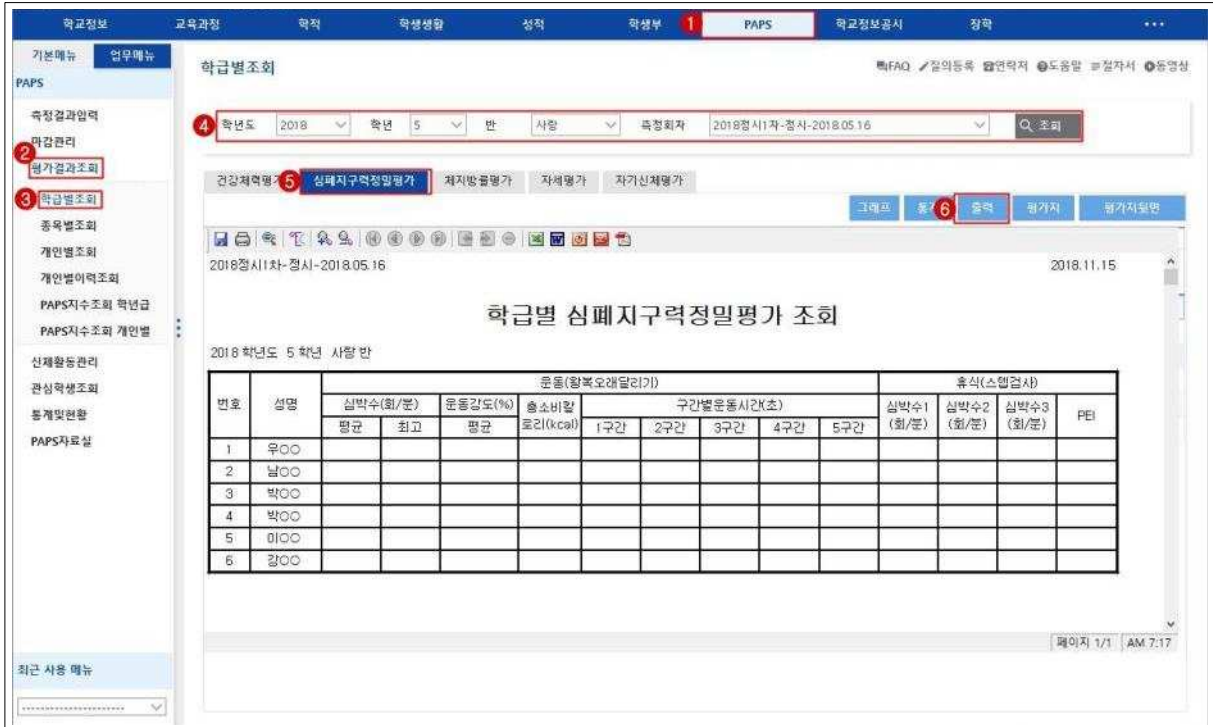 학교정보 교육과정 학적 학생생활 성적 학생부 1 PAPS 학교정보공시 장학 ...
기본메뉴 업무메뉴
PAPS
측정결과입력
마감관리
2
평가결과조회
3 학급별조회
종목별조회
개인별조회
개인별이력조회
PAPS지수조회 학년급
PAPS지수조회 개인별
신체활동관리
관심학생조회
통계및현황
PAPS자료실
최근 사용 메뉴
----------------------
학급별조회
FAQ 질의등록 연락처 도움말 절차서 동영상
4 학년도 2018 학년 5 반 사랑 측정회차 2018정시1차-정시-2018.05.16 조회
건강체력평가 5 심폐지구력정밀평가 체지방률평가 자세평가 자기신체평가
그래프 6 출력 평가지 평가지뒷면
2018정시1차-정시-2018.05.16 2018.11.15
학급별 심폐지구력정밀평가 조회
2018 학년도 5 학년 사랑 반
번호 성명 운동(왕복오래달리기) 휴식(스텝검사)
심박수(회/분) 운동강도(%) 총소비칼로리(kcal) 구간별운동시간(초) 심박수1(회/분) 심박수2(회/분) 심박수3(회/분) PEI
평균 최고 평균 1구간 2구간 3구간 4구간 5구간
1 우○○
2 남○○
3 박○○
4 박○○
5 이○○
6 강○○
페이지 1/1 AM 7:17